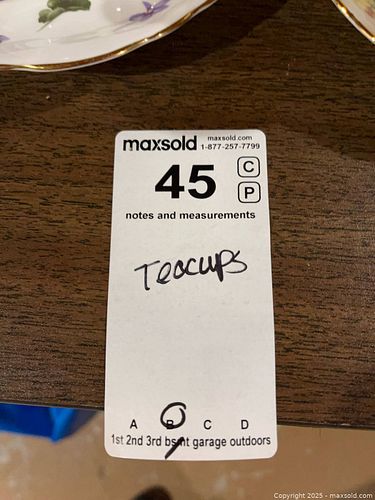 maxsold maxsold.com
1-877-257-7799
45 C
P
notes and measurements
Teacups
A B C D
1st 2nd 3rd bsmt garage outdoors
Copyright 2025 - maxsold.com